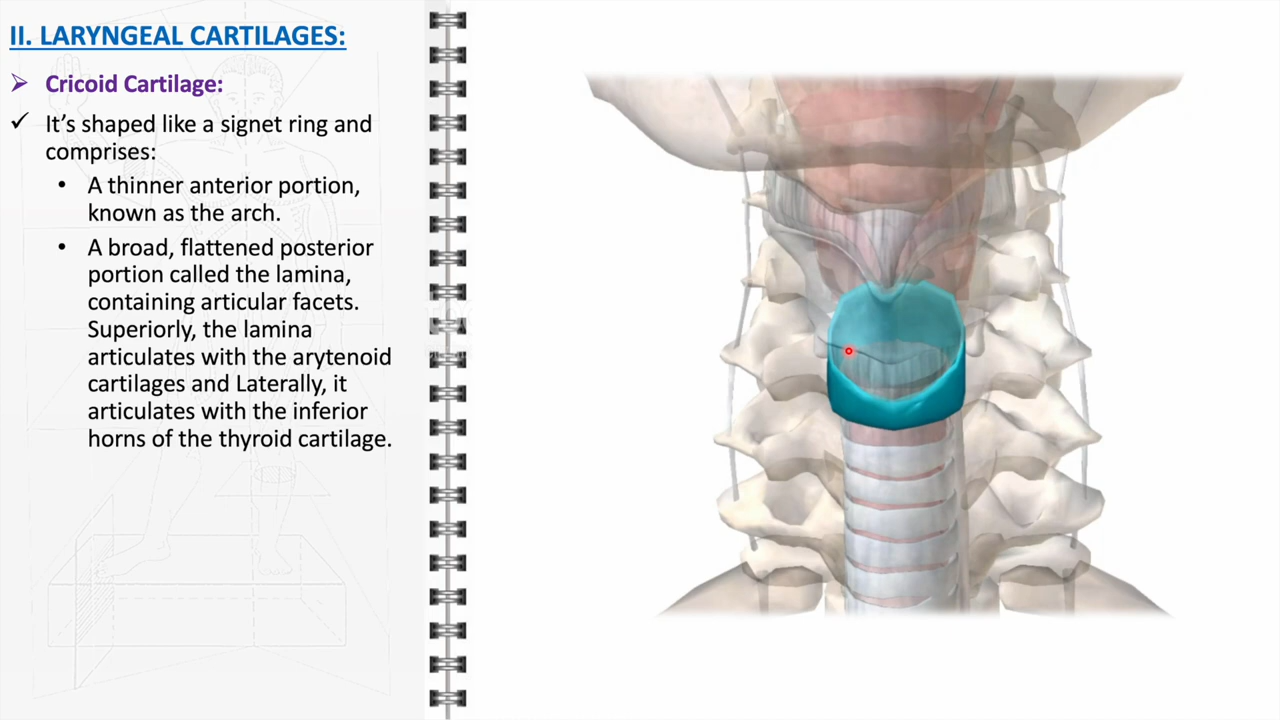 II. LARYNGEAL CARTILAGES:
➢ Cricoid Cartilage:
✓ It's shaped like a signet ring and
comprises:
• A thinner anterior portion,
known as the arch.
• A broad, flattened posterior
portion called the lamina,
containing articular facets.
Superiorly, the lamina
articulates with the arytenoid
cartilages and Laterally, it
articulates with the inferior
horns of the thyroid cartilage.